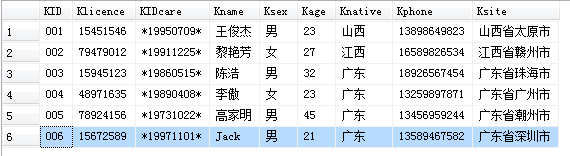 KID Klicence KIDcare Kname Ksex Kage Knative Kphone Ksite
1 001 15451546 *19950709* 王俊杰 男 23 山西 13898649823 山西省太原市
2 002 79479012 *19911225* 黎艳芳 女 27 江西 16589826534 江西省赣州市
3 003 15945123 *19860515* 陈浩 男 32 广东 18926567454 广东省珠海市
4 004 48971635 *19890408* 李傲 女 23 广东 13259897871 广东省广州市
5 005 78924156 *19731022* 高家明 男 45 广东 13456959244 广东省潮州市
6 006 15672589 *19971101* Jack 男 21 广东 13589467582 广东省深圳市